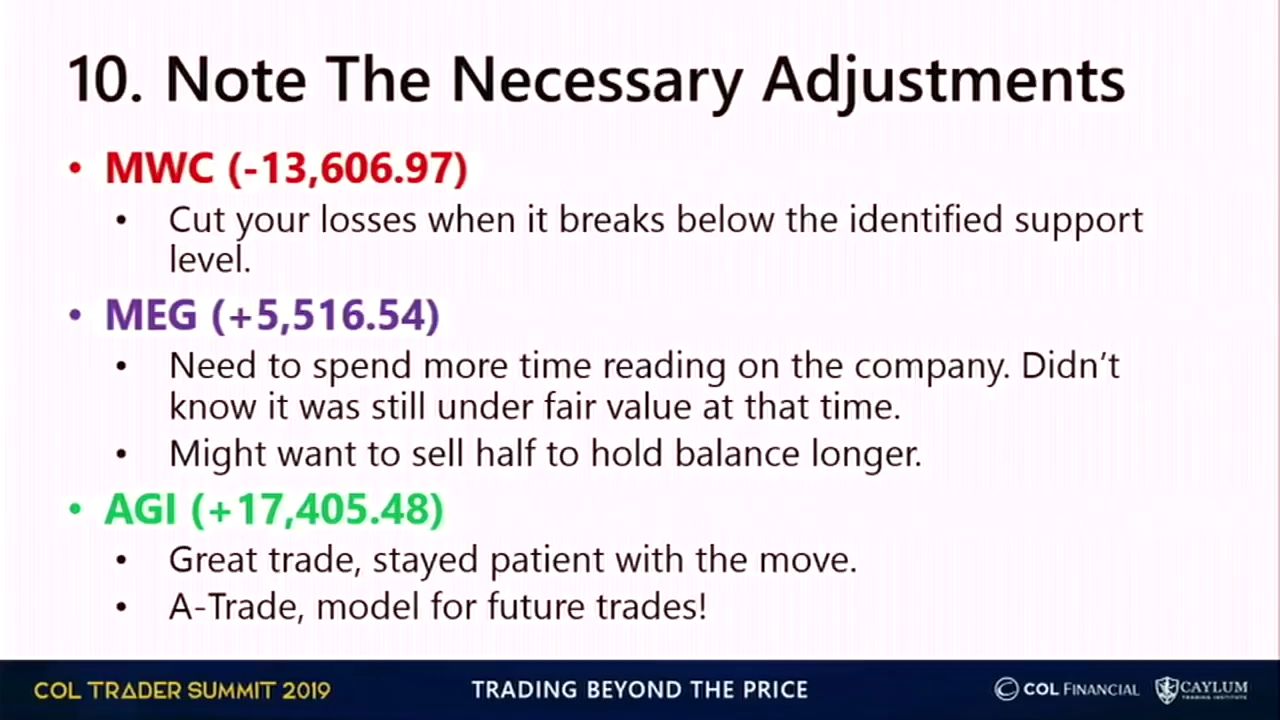 10. Note The Necessary Adjustments
• MWC (-13,606.97)
• Cut your losses when it breaks below the identified support
level.
• MEG (+5,516.54)
• Need to spend more time reading on the company. Didn’t
know it was still under fair value at that time.
• Might want to sell half to hold balance longer.
• AGI (+17,405.48)
• Great trade, stayed patient with the move.
• A-Trade, model for future trades!
COL TRADER SUMMIT 2019
TRADING BEYOND THE PRICE
COL FINANCIAL
CAYLUM
TRADING INSTITUTE